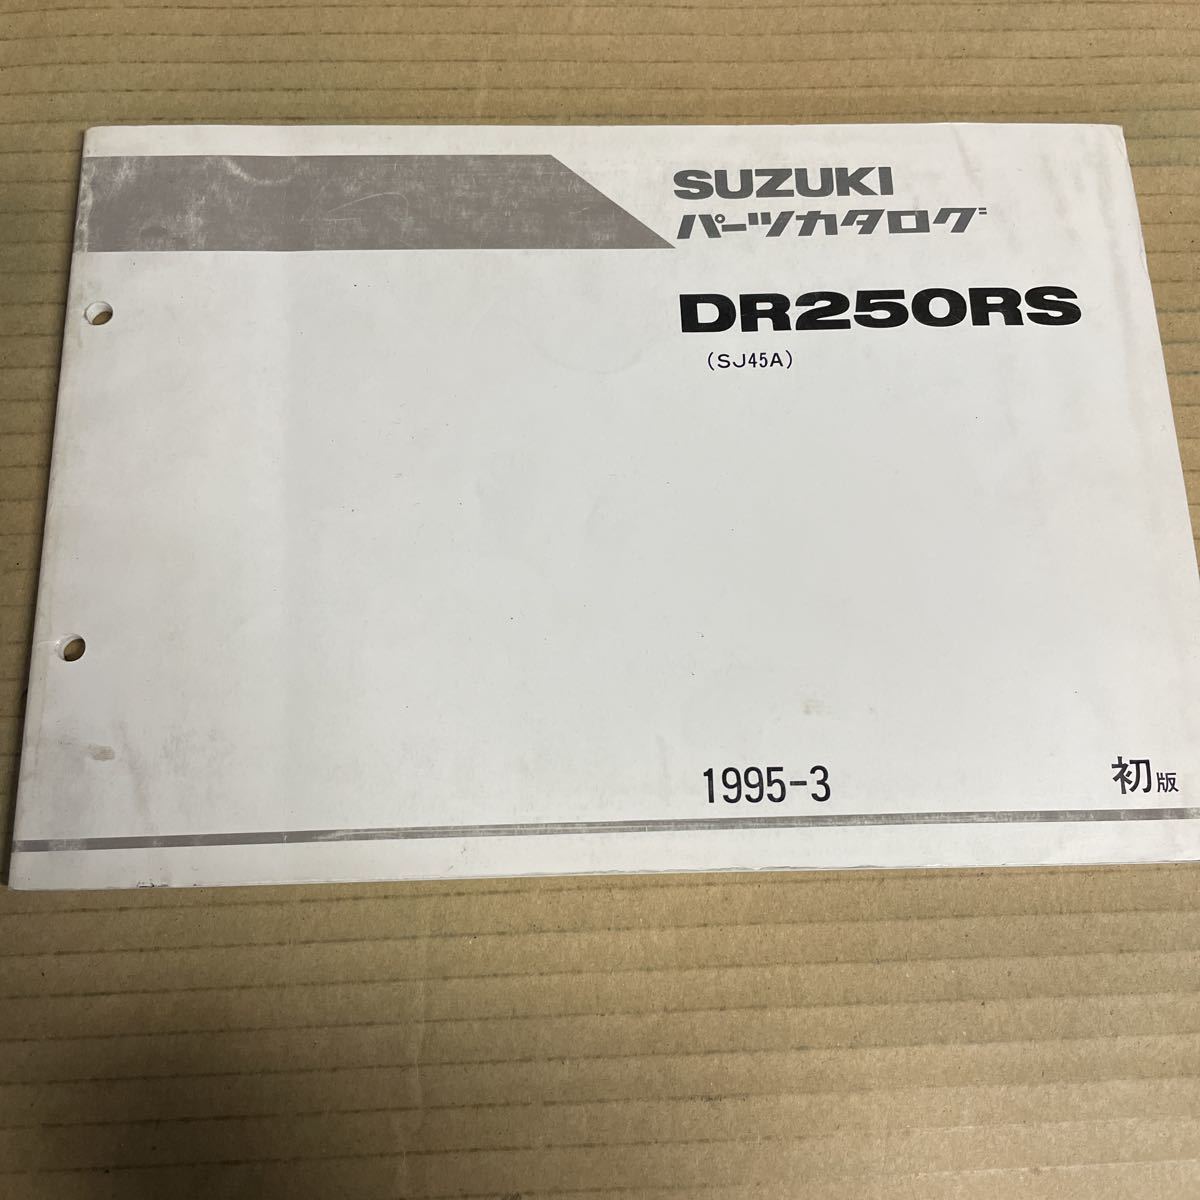 SUZUKI
パーツカタログ
DR250RS
(SJ45A)
1995-3
初版